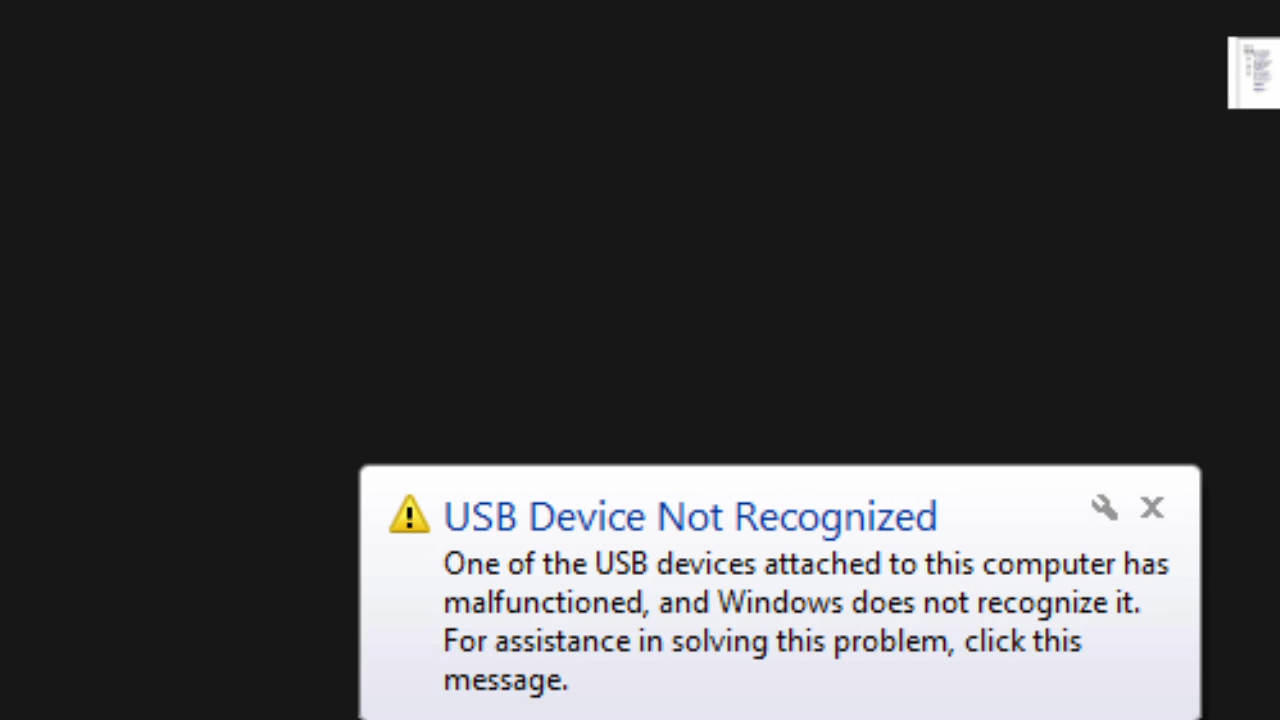 USB Device Not Recognized
One of the USB devices attached to this computer has
malfunctioned, and Windows does not recognize it.
For assistance in solving this problem, click this
message.